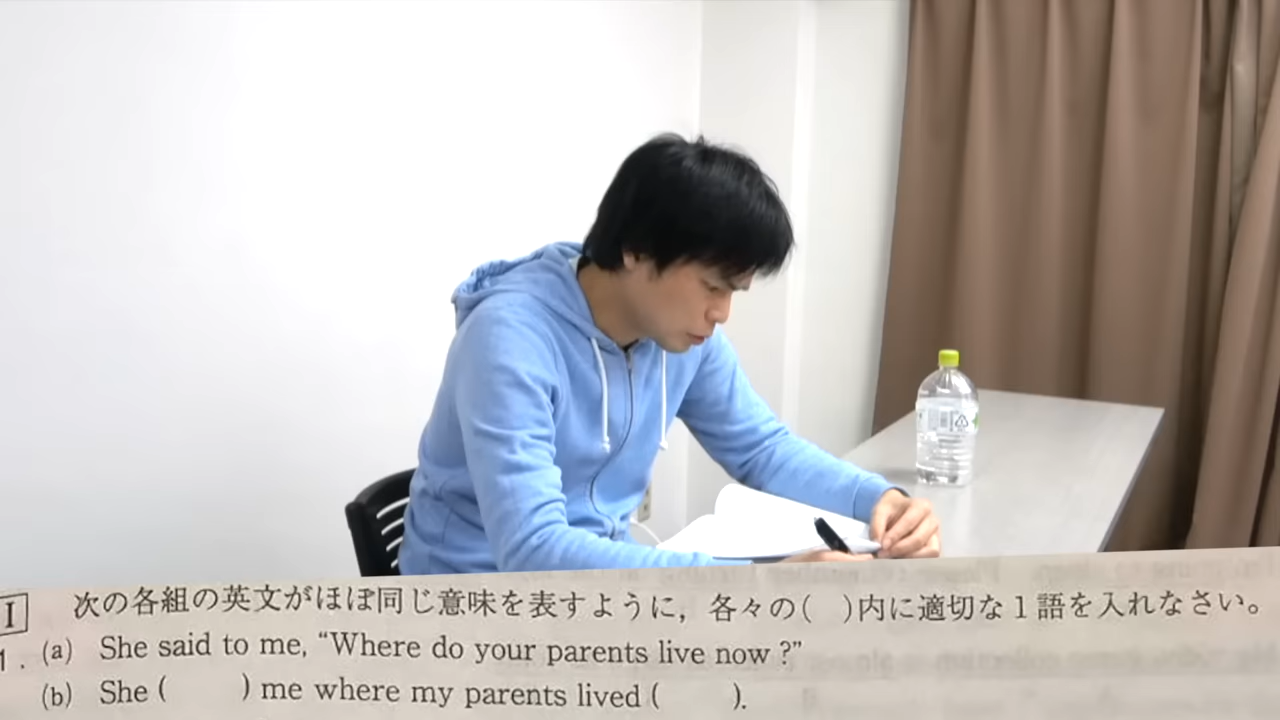 I 次の各組の英文がほぼ同じ意味を表すように，各々の(　)内に適切な1語を入れなさい。
1. (a) She said to me, “Where do your parents live now ?”
(b) She (　　) me where my parents lived (　　).